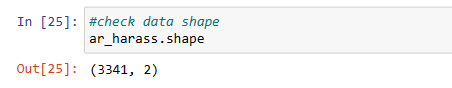 In [25]: #check data shape
ar_harass.shape
Out[25]: (3341, 2)